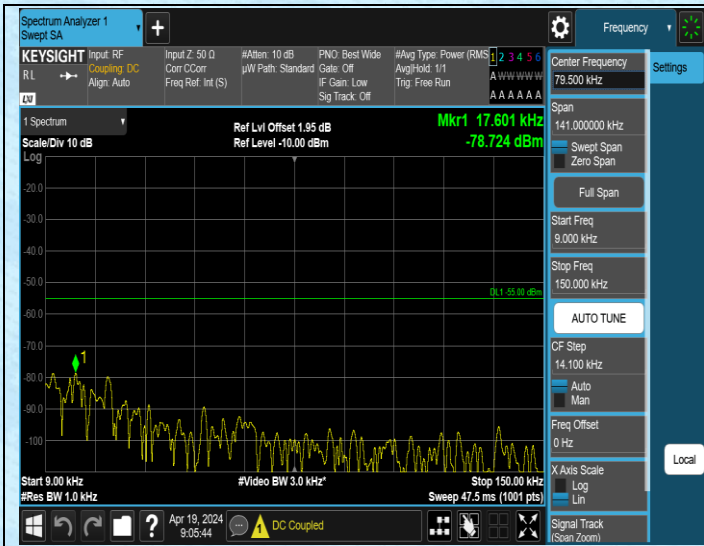 Spectrum Analyzer 1
Swept SA
Frequency
KEYSIGHT
RL
LXI
Input: RF
Coupling: DC
Align: Auto
Input Z: 50 Ω
Corr CCorr
Freq Ref: Int (S)
#Atten: 10 dB
µW Path: Standard
PNO: Best Wide
Gate: Off
IF Gain: Low
Sig Track: Off
#Avg Type: Power (RMS
Avg|Hold: 1/1
Trig: Free Run
1 2 3 4 5 6
A W W W W W
A A A A A A
Center Frequency
79.500 kHz
Settings
Span
141.000000 kHz
Swept Span
Zero Span
Full Span
Start Freq
9.000 kHz
Stop Freq
150.000 kHz
AUTO TUNE
CF Step
14.100 kHz
Auto
Man
Freq Offset
0 Hz
X Axis Scale
Log
Lin
Signal Track
(Span Zoom)
Local
1 Spectrum
Scale/Div 10 dB
Log
Ref Lvl Offset 1.95 dB
Ref Level -10.00 dBm
Mkr1 17.601 kHz
-78.724 dBm
-20.0
-30.0
-40.0
-50.0
DL1 -55.00 dBm
-60.0
-70.0
1
-80.0
-90.0
-100
Start 9.00 kHz
#Res BW 1.0 kHz
#Video BW 3.0 kHz*
Stop 150.00 kHz
Sweep 47.5 ms (1001 pts)
?
Apr 19, 2024
9:05:44
1
DC Coupled